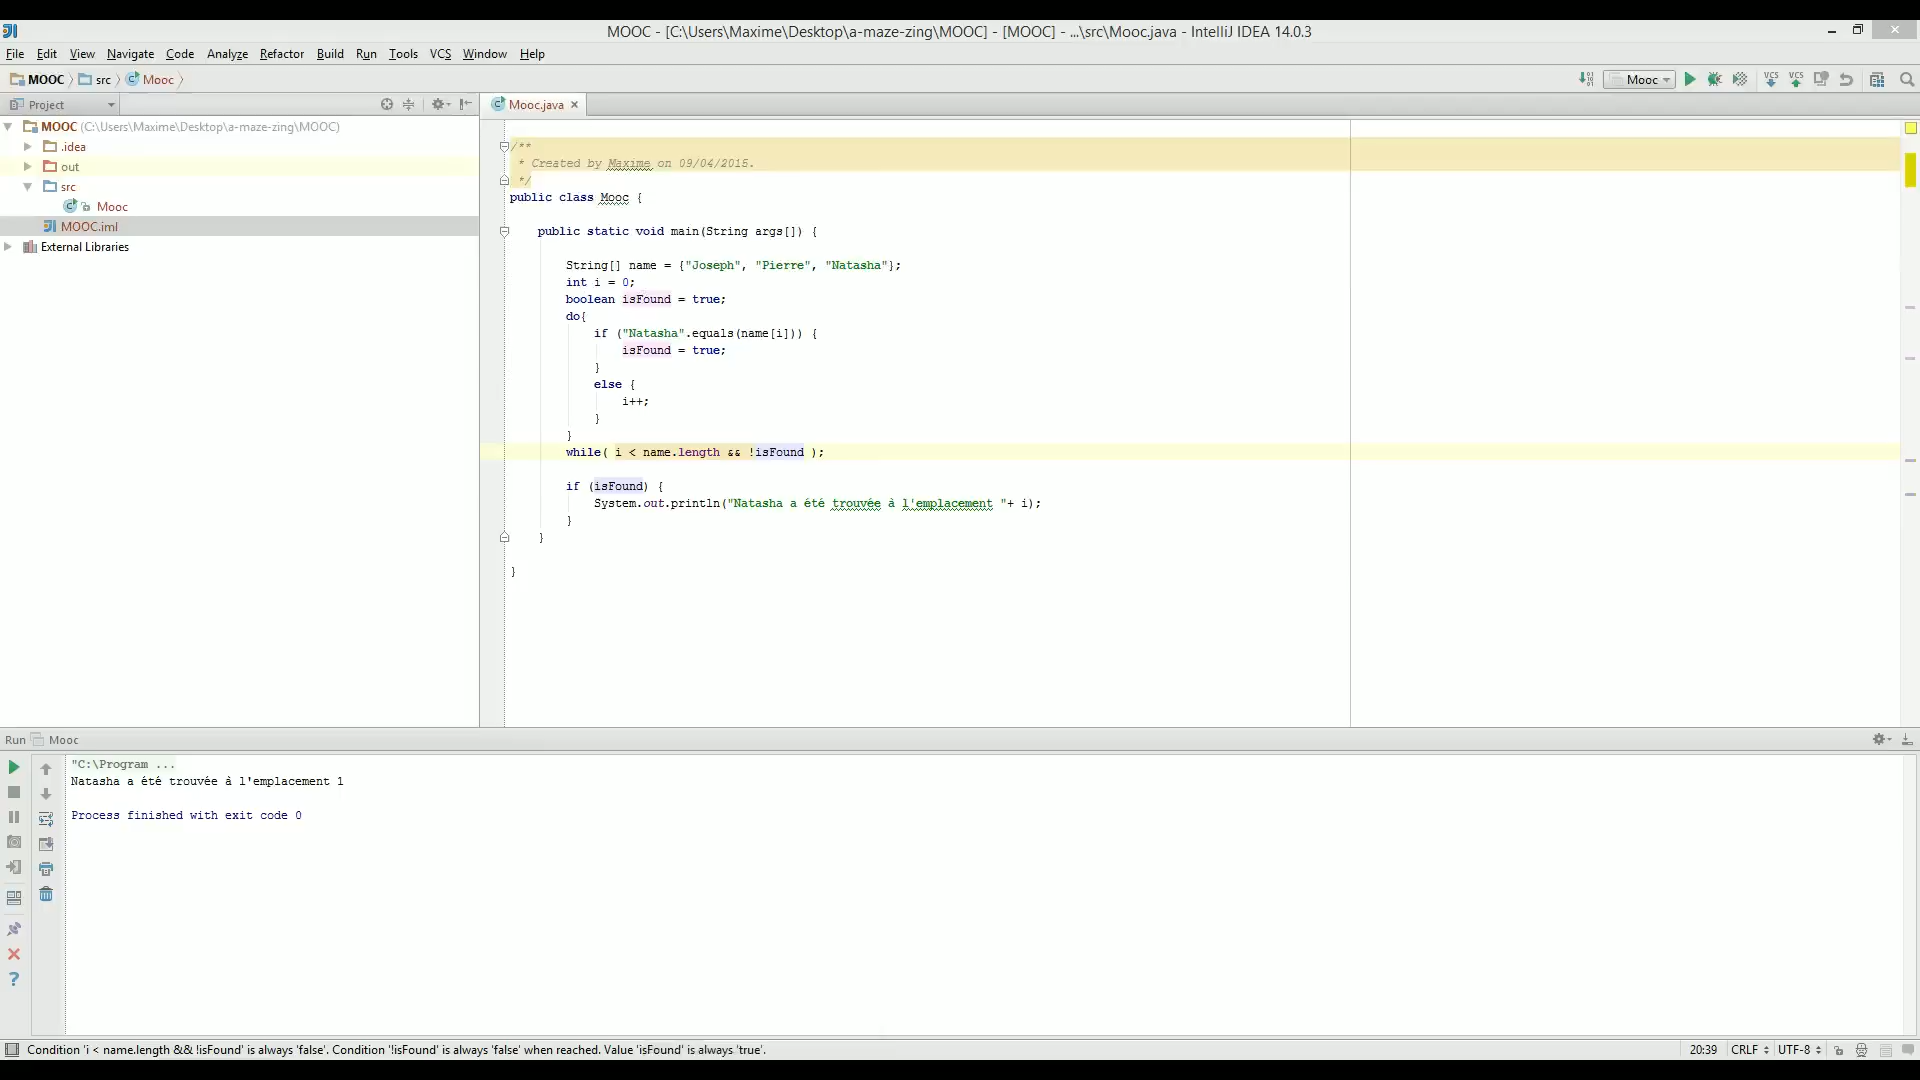 MOOC - [C:\Users\Maxime\Desktop\a-maze-zing\MOOC] - [MOOC] - ...\src\Mooc.java - IntelliJ IDEA 14.0.3
File Edit View Navigate Code Analyze Refactor Build Run Tools VCS Window Help
MOOC src Mooc
Mooc
VCS VCS
Project
Mooc.java
MOOC (C:\Users\Maxime\Desktop\a-maze-zing\MOOC)
.idea
out
src
Mooc
MOOC.iml
External Libraries
/**
* Created by Maxime on 09/04/2015.
*/
public class Mooc {
public static void main(String args[]) {
String[] name = {"Joseph", "Pierre", "Natasha"};
int i = 0;
boolean isFound = true;
do{
if ("Natasha".equals(name[i])) {
isFound = true;
}
else {
i++;
}
}
while( i < name.length && !isFound );
if (isFound) {
System.out.println("Natasha a été trouvée à l'emplacement "+ i);
}
}
}
Run Mooc
"C:\Program ...
Natasha a été trouvée à l'emplacement 1
Process finished with exit code 0
Condition 'i < name.length && !isFound' is always 'false'. Condition '!isFound' is always 'false' when reached. Value 'isFound' is always 'true'.
20:39 CRLF UTF-8